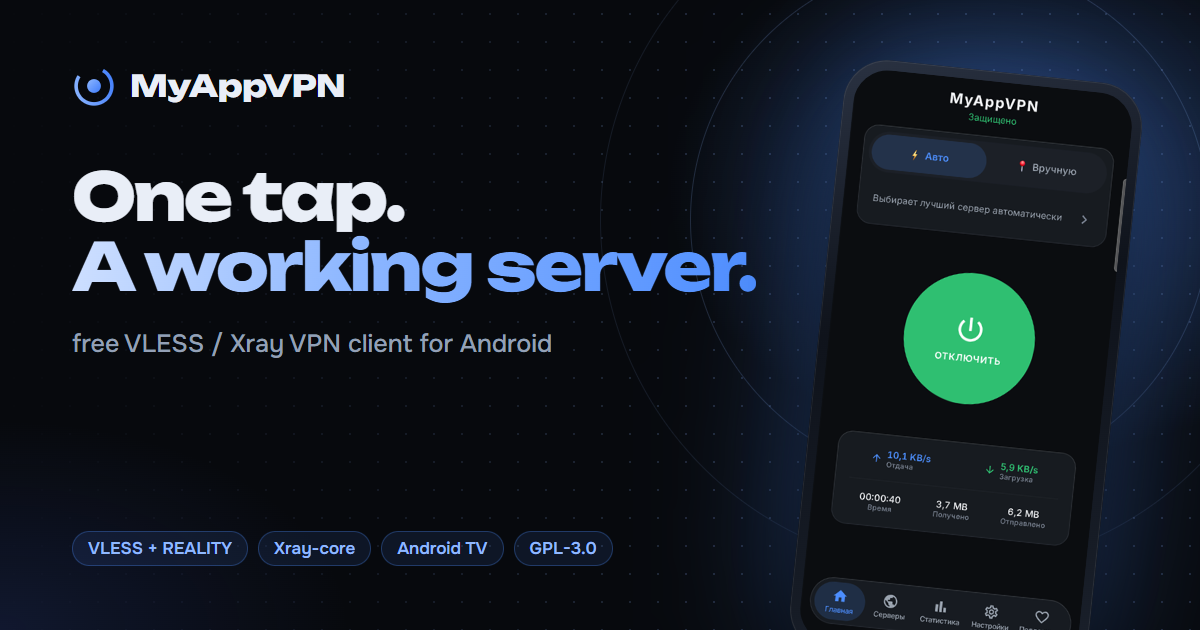 MyAppVPN
One tap.
A working server.
free VLESS / Xray VPN client for Android
VLESS + REALITY
Xray-core
Android TV
GPL-3.0
MyAppVPN
Защищено
Авто
Вручную
Выбирает лучший сервер автоматически
ОТКЛЮЧИТЬ
10,1 KB/s
Отдача
5,9 KB/s
Загрузка
00:00:40
Время
3,7 MB
Получено
6,2 MB
Отправлено
Главная
Серверы
Статистика
Настройки